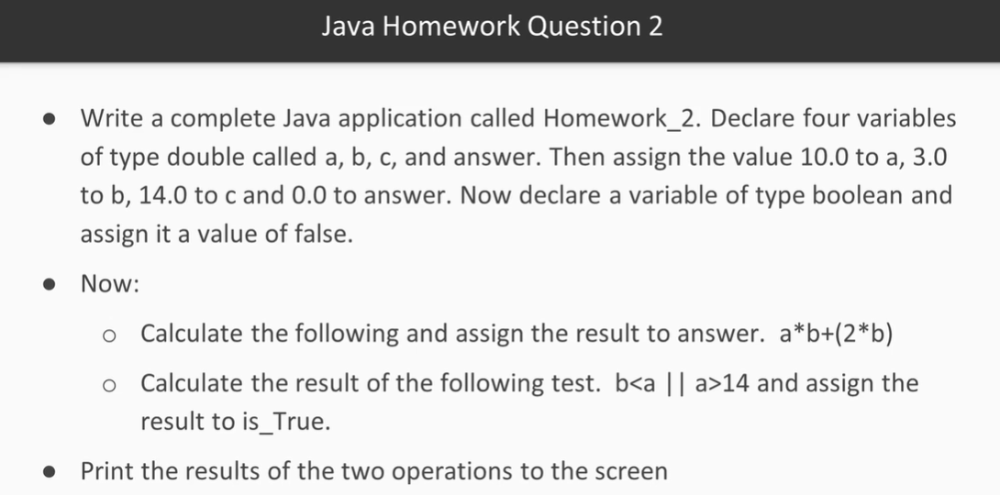 Java Homework Question 2
● Write a complete Java application called Homework_2. Declare four variables
of type double called a, b, c, and answer. Then assign the value 10.0 to a, 3.0
to b, 14.0 to c and 0.0 to answer. Now declare a variable of type boolean and
assign it a value of false.
● Now:
○ Calculate the following and assign the result to answer. a*b+(2*b)
○ Calculate the result of the following test. b<a || a>14 and assign the
result to is_True.
● Print the results of the two operations to the screen